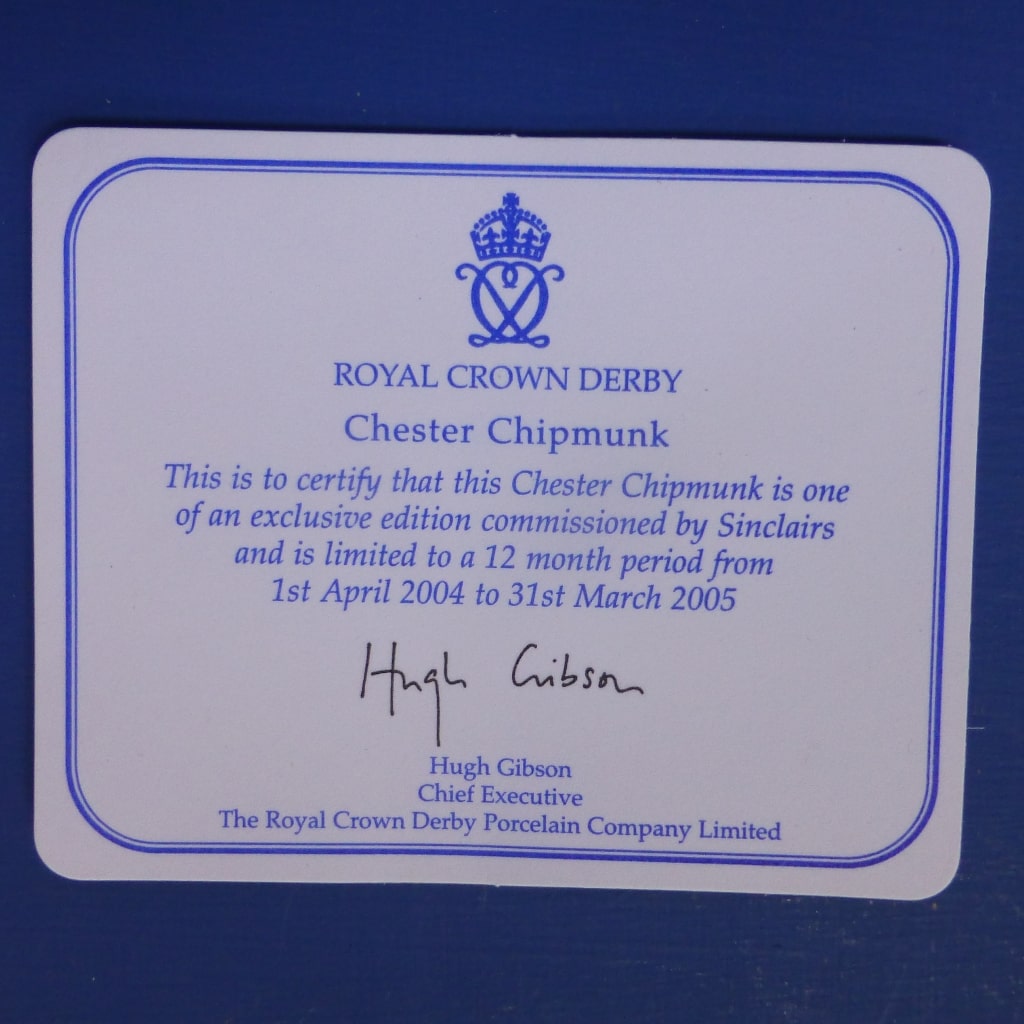 ROYAL CROWN DERBY
Chester Chipmunk
This is to certify that this Chester Chipmunk is one
of an exclusive edition commissioned by Sinclairs
and is limited to a 12 month period from
1st April 2004 to 31st March 2005
Hugh Gibson
Hugh Gibson
Chief Executive
The Royal Crown Derby Porcelain Company Limited